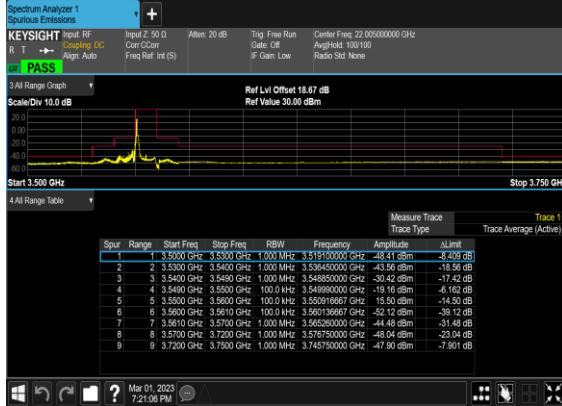 Spectrum Analyzer 1
Spurious Emissions
KEYSIGHT Input: RF Input Z: 50 Ω Atten: 20 dB Trig: Free Run Center Freq: 22.005000000 GHz
R T Coupling: DC Corr CCorr Gate: Off Avg|Hold: 100/100
Align: Auto Freq Ref: Int (S) IF Gain: Low Radio Std: None
PASS
3 All Range Graph
Ref Lvl Offset 18.67 dB
Scale/Div 10.0 dB Ref Value 30.00 dBm
20.0
0.00
-20.0
-40.0
-60.0
Start 3.500 GHz Stop 3.750 GH
4 All Range Table
Measure Trace Trace 1
Trace Type Trace Average (Active)
Spur Range Start Freq Stop Freq RBW Frequency Amplitude ΔLimit
1 1 3.5000 GHz 3.5300 GHz 1.000 MHz 3.519100000 GHz -48.41 dBm -8.409 dB
2 2 3.5300 GHz 3.5400 GHz 1.000 MHz 3.536450000 GHz -43.56 dBm -18.56 dB
3 3 3.5400 GHz 3.5490 GHz 1.000 MHz 3.548850000 GHz -30.42 dBm -17.42 dB
4 4 3.5490 GHz 3.5500 GHz 100.0 kHz 3.549990000 GHz -19.16 dBm -6.162 dB
5 5 3.5500 GHz 3.5600 GHz 100.0 kHz 3.550916667 GHz 15.50 dBm -14.50 dB
6 6 3.5600 GHz 3.5610 GHz 100.0 kHz 3.560136667 GHz -52.12 dBm -39.12 dB
7 7 3.5610 GHz 3.5700 GHz 1.000 MHz 3.565260000 GHz -44.48 dBm -31.48 dB
8 8 3.5700 GHz 3.7200 GHz 1.000 MHz 3.576750000 GHz -48.04 dBm -23.04 dB
9 9 3.7200 GHz 3.7500 GHz 1.000 MHz 3.745750000 GHz -47.90 dBm -7.901 dB
Mar 01, 2023
7:21:06 PM